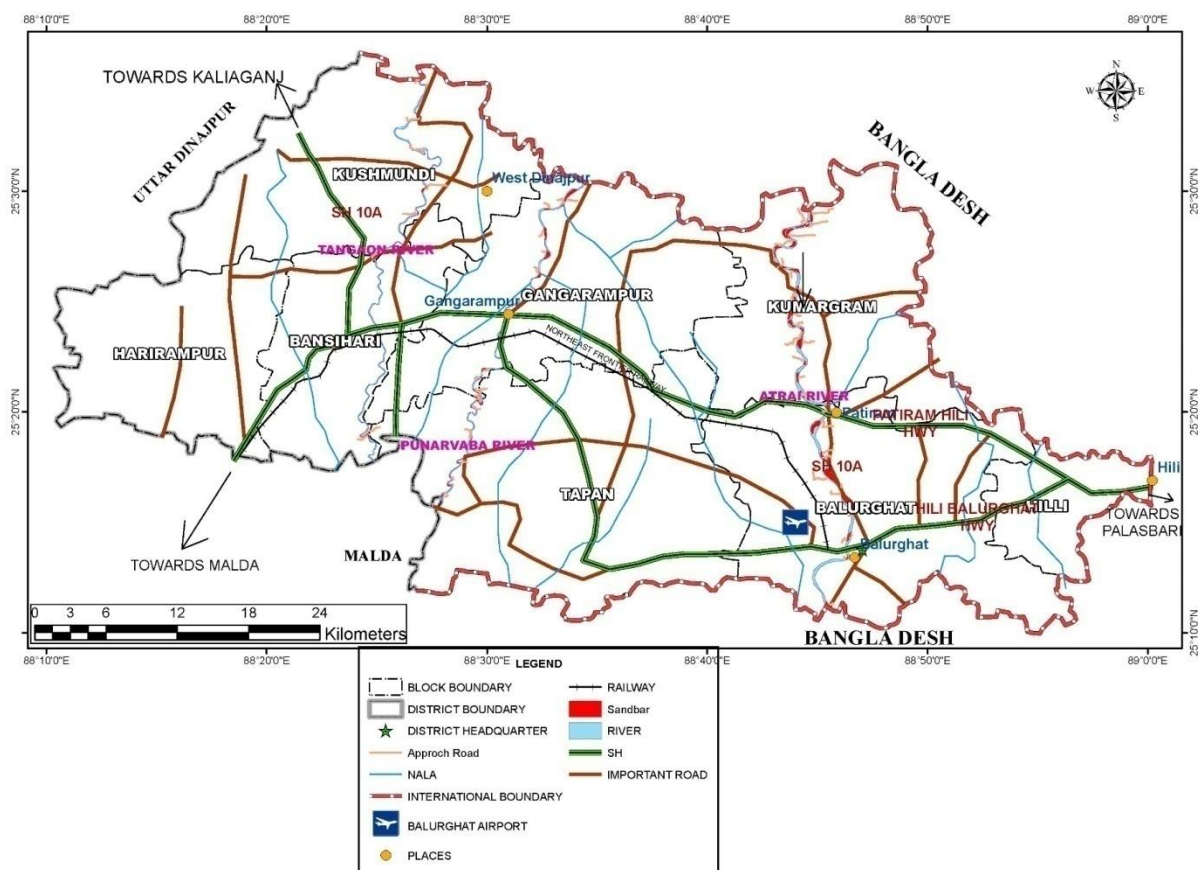 88°10'0"E 88°20'0"E 88°30'0"E 88°40'0"E 88°50'0"E 89°0'0"E
TOWARDS KALIAGANJ
N
W E
S
UTTAR DINAJPUR
BANGLA DESH
KUSHMUNDI
West Dinajpur
25°30'0"N 25°30'0"N
SH 10A
TANGAON RIVER
Gangarampur
GANGARAMPUR
KUMARGRAM
BANSIHARI
NORTHEAST FRONTIER RAILWAY
HARIRAMPUR
ATRAI RIVER
25°20'0"N 25°20'0"N
Patiram
PATIRAM HILI
HWY
PUNARVABA RIVER
SH 10A
Hili
TAPAN
BALURGHAT
HILI BALURGHAT
HWY
HILLI
TOWARDS
PALASBARI
MALDA
Balurghat
TOWARDS MALDA
0 3 6 12 18 24
Kilometers
BANGLA DESH
25°10'0"N
88°10'0"E 88°20'0"E 88°30'0"E 88°40'0"E 88°50'0"E 89°0'0"E
LEGEND
BLOCK BOUNDARY
DISTRICT BOUNDARY
DISTRICT HEADQUARTER
Approch Road
NALA
INTERNATIONAL BOUNDARY
BALURGHAT AIRPORT
PLACES
RAILWAY
Sandbar
RIVER
SH
IMPORTANT ROAD